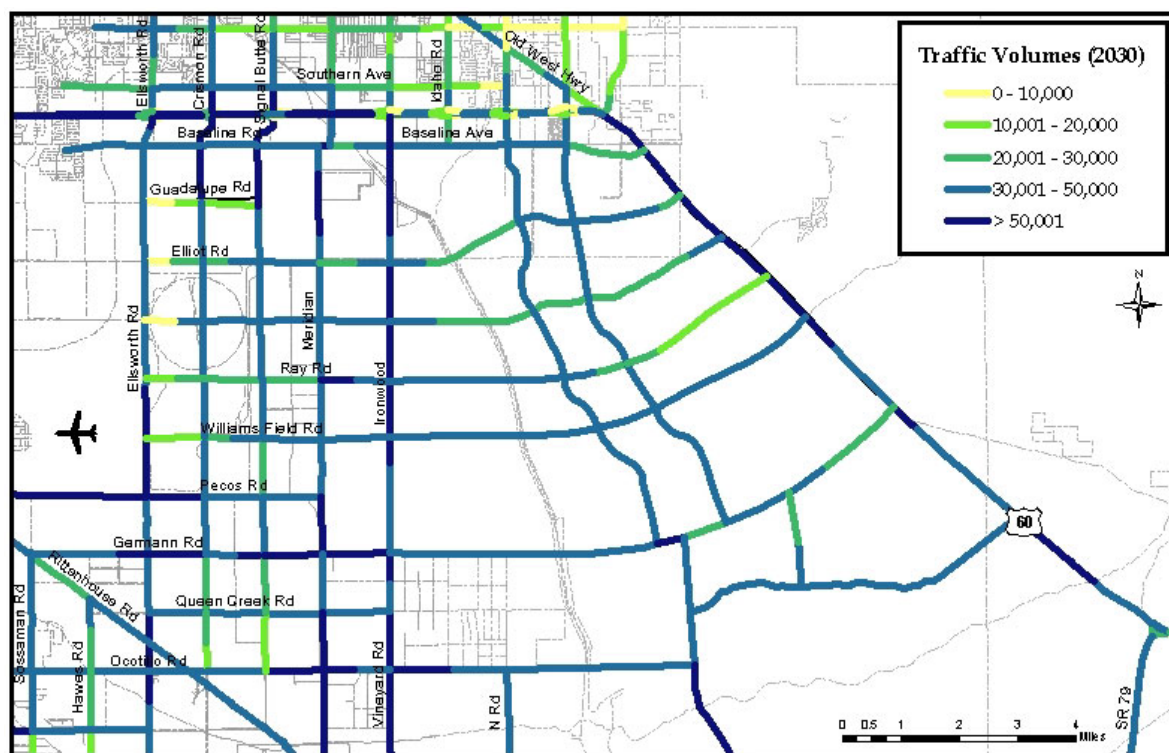 Traffic Volumes (2030)
0 - 10,000
10,001 - 20,000
20,001 - 30,000
30,001 - 50,000
> 50,001
Ellsworth Rd
Crismon Rd
Signal Butte Rd
Idaho Rd
Old West Hwy
Southern Ave
Baseline Rd
Baseline Ave
Guadalupe Rd
Elliot Rd
Ellsworth Rd
Meridian
Ironwood
Ray Rd
Williams Field Rd
Pecos Rd
Germann Rd
Rittenhouse Rd
Queen Creek Rd
Sossaman Rd
Hawes Rd
Ocotillo Rd
Vineyard Rd
N Rd
60
SR 79
N
0 0.5 1 2 3 4
Miles